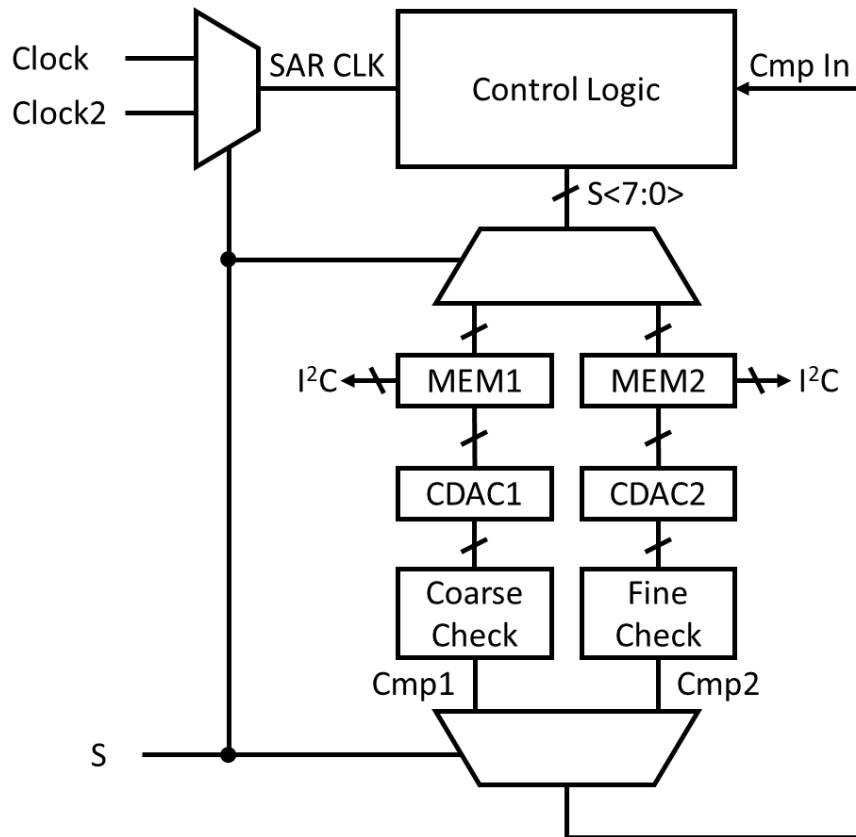 Clock
SAR CLK
Control Logic
Cmp In
Clock2
S<7:0>
I²C
MEM1
MEM2
I²C
CDAC1
CDAC2
Coarse
Check
Fine
Check
Cmp1
Cmp2
S